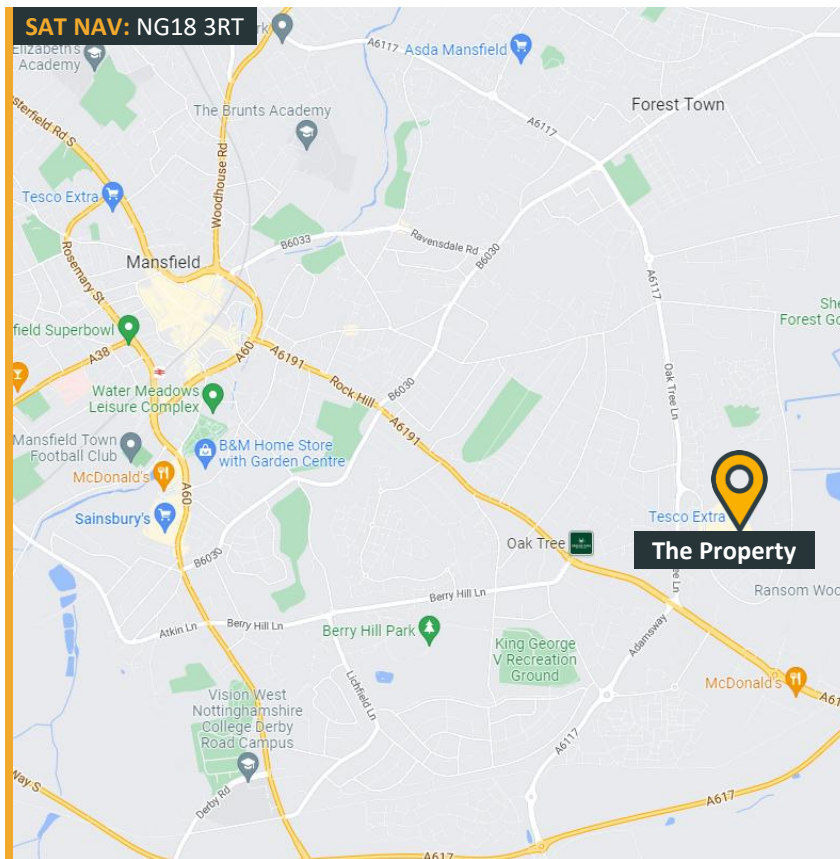 SAT NAV: NG18 3RT
Elizabeth's
Academy
A6117
Asda Mansfield
The Brunts Academy
Forest Town
A6117
Woodhouse Rd
Tesco Extra
B6033
Ravensdale Rd
B6030
Rosemary St
Mansfield
A6117
field Superbowl
A38
A60
A6191
Rock Hill
B6030
A6191
Oak Tree Ln
Forest Go
Water Meadows
Leisure Complex
Mansfield Town
Football Club
B&M Home Store
with Garden Centre
McDonald's
A60
Sainsbury's
Tesco Extra
The Property
Oak Tree
B6030
Ransom Woo
Berry Hill Ln
Atkin Ln
Berry Hill Ln
Berry Hill Park
King George
V Recreation
Ground
Adamsway
McDonald's
Lichfield Ln
Vision West
Nottinghamshire
College Derby
Road Campus
A6117
Way S
Derby Rd
A617
A617